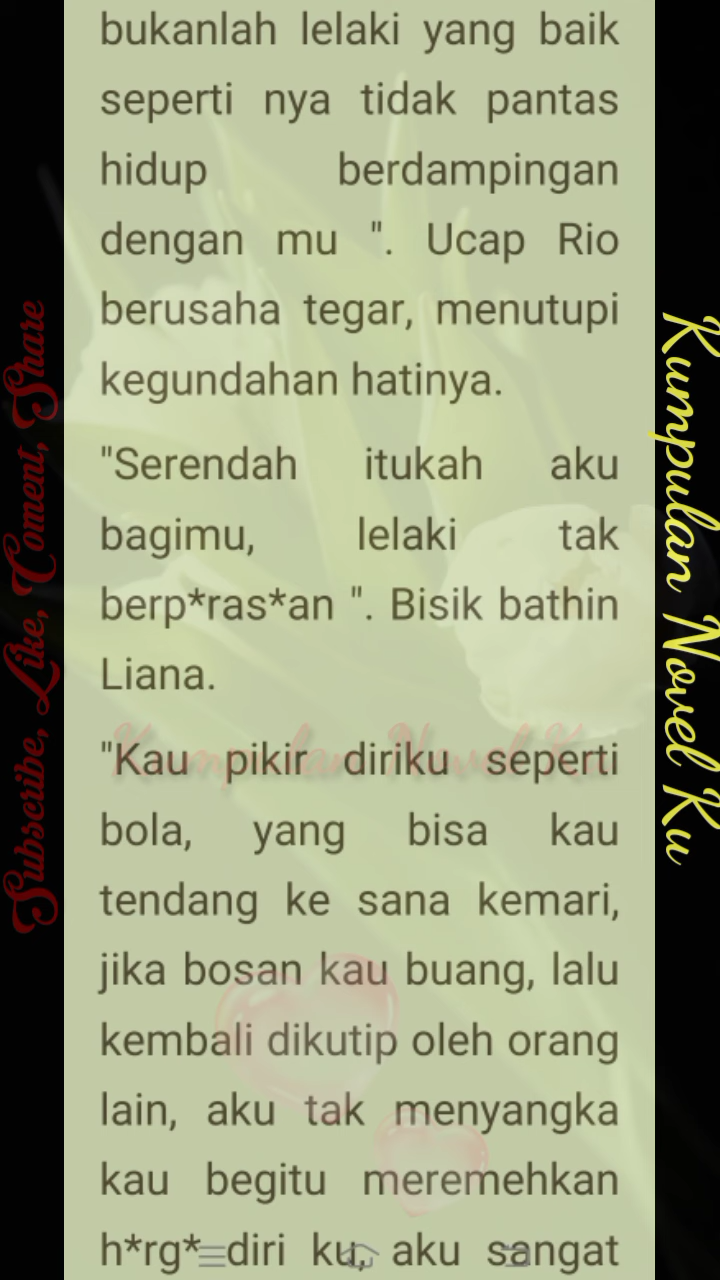 bukanlah lelaki yang baik
seperti nya tidak pantas
hidup berdampingan
dengan mu ". Ucap Rio
berusaha tegar, menutupi
kegundahan hatinya.
"Serendah itukah aku
bagimu, lelaki tak
berp*ras*an ". Bisik bathin
Liana.
"Kau pikir diriku seperti
bola, yang bisa kau
tendang ke sana kemari,
jika bosan kau buang, lalu
kembali dikutip oleh orang
lain, aku tak menyangka
kau begitu meremehkan
h*rg* diri ku, aku sangat
Subscribe, Like, Coment, Share
Kumpulan Novel Ku
Kumpulan Novel Ku